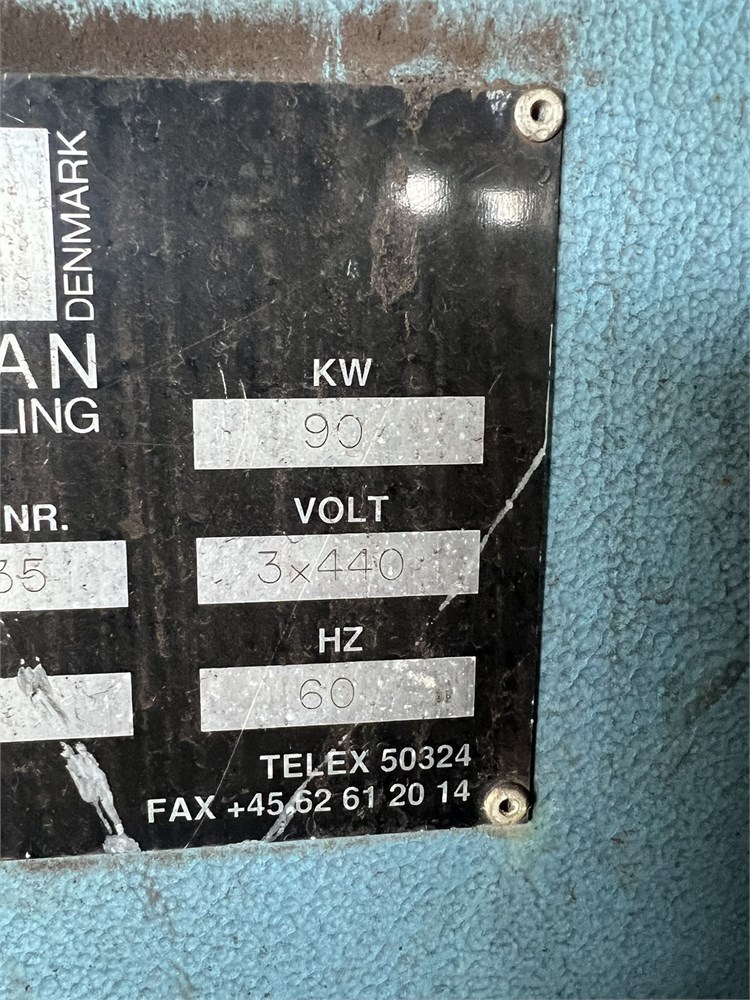 DENMARK
AN
LING
KW
90
NR.
VOLT
35
3x440
HZ
60
TELEX 50324
FAX +45 62 61 20 14